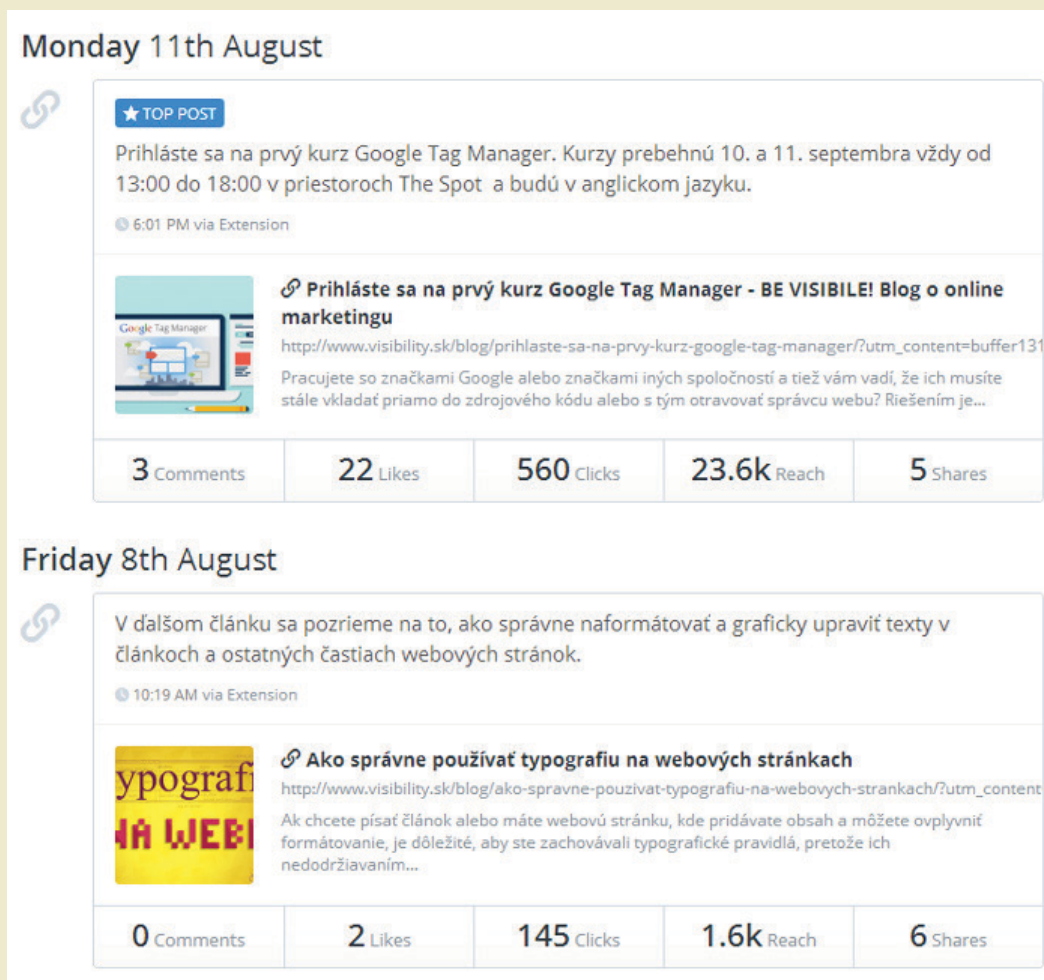 Monday 11th August
TOP POST
Prihláste sa na prvý kurz Google Tag Manager. Kurzy prebehnú 10. a 11. septembra vždy od
13:00 do 18:00 v priestoroch The Spot a budú v anglickom jazyku.
6:01 PM via Extension
Google Tag Manager
Prihláste sa na prvý kurz Google Tag Manager - BE VISIBILE! Blog o online
marketingu
http://www.visibility.sk/blog/prihlaste-sa-na-prvy-kurz-google-tag-manager/?utm_content=buffer131
Pracujete so značkami Google alebo značkami iných spoločností a tiež vám vadí, že ich musíte
stále vkladať priamo do zdrojového kódu alebo s tým otravovať správcu webu? Riešením je...
3 Comments 22 Likes 560 Clicks 23.6k Reach 5 Shares
Friday 8th August
V ďalšom článku sa pozrieme na to, ako správne naformátovať a graficky upraviť texty v
článkoch a ostatných častiach webových stránok.
10:19 AM via Extension
ypografi
NA WEBE
Ako správne používať typografiu na webových stránkach
http://www.visibility.sk/blog/ako-spravne-pouzivat-typografiu-na-webovych-strankach/?utm_content
Ak chcete písať článok alebo máte webovú stránku, kde pridávate obsah a môžete ovplyvniť
formátovanie, je dôležité, aby ste zachovávali typografické pravidlá, pretože ich
nedodržiavaním...
0 Comments 2 Likes 145 Clicks 1.6k Reach 6 Shares